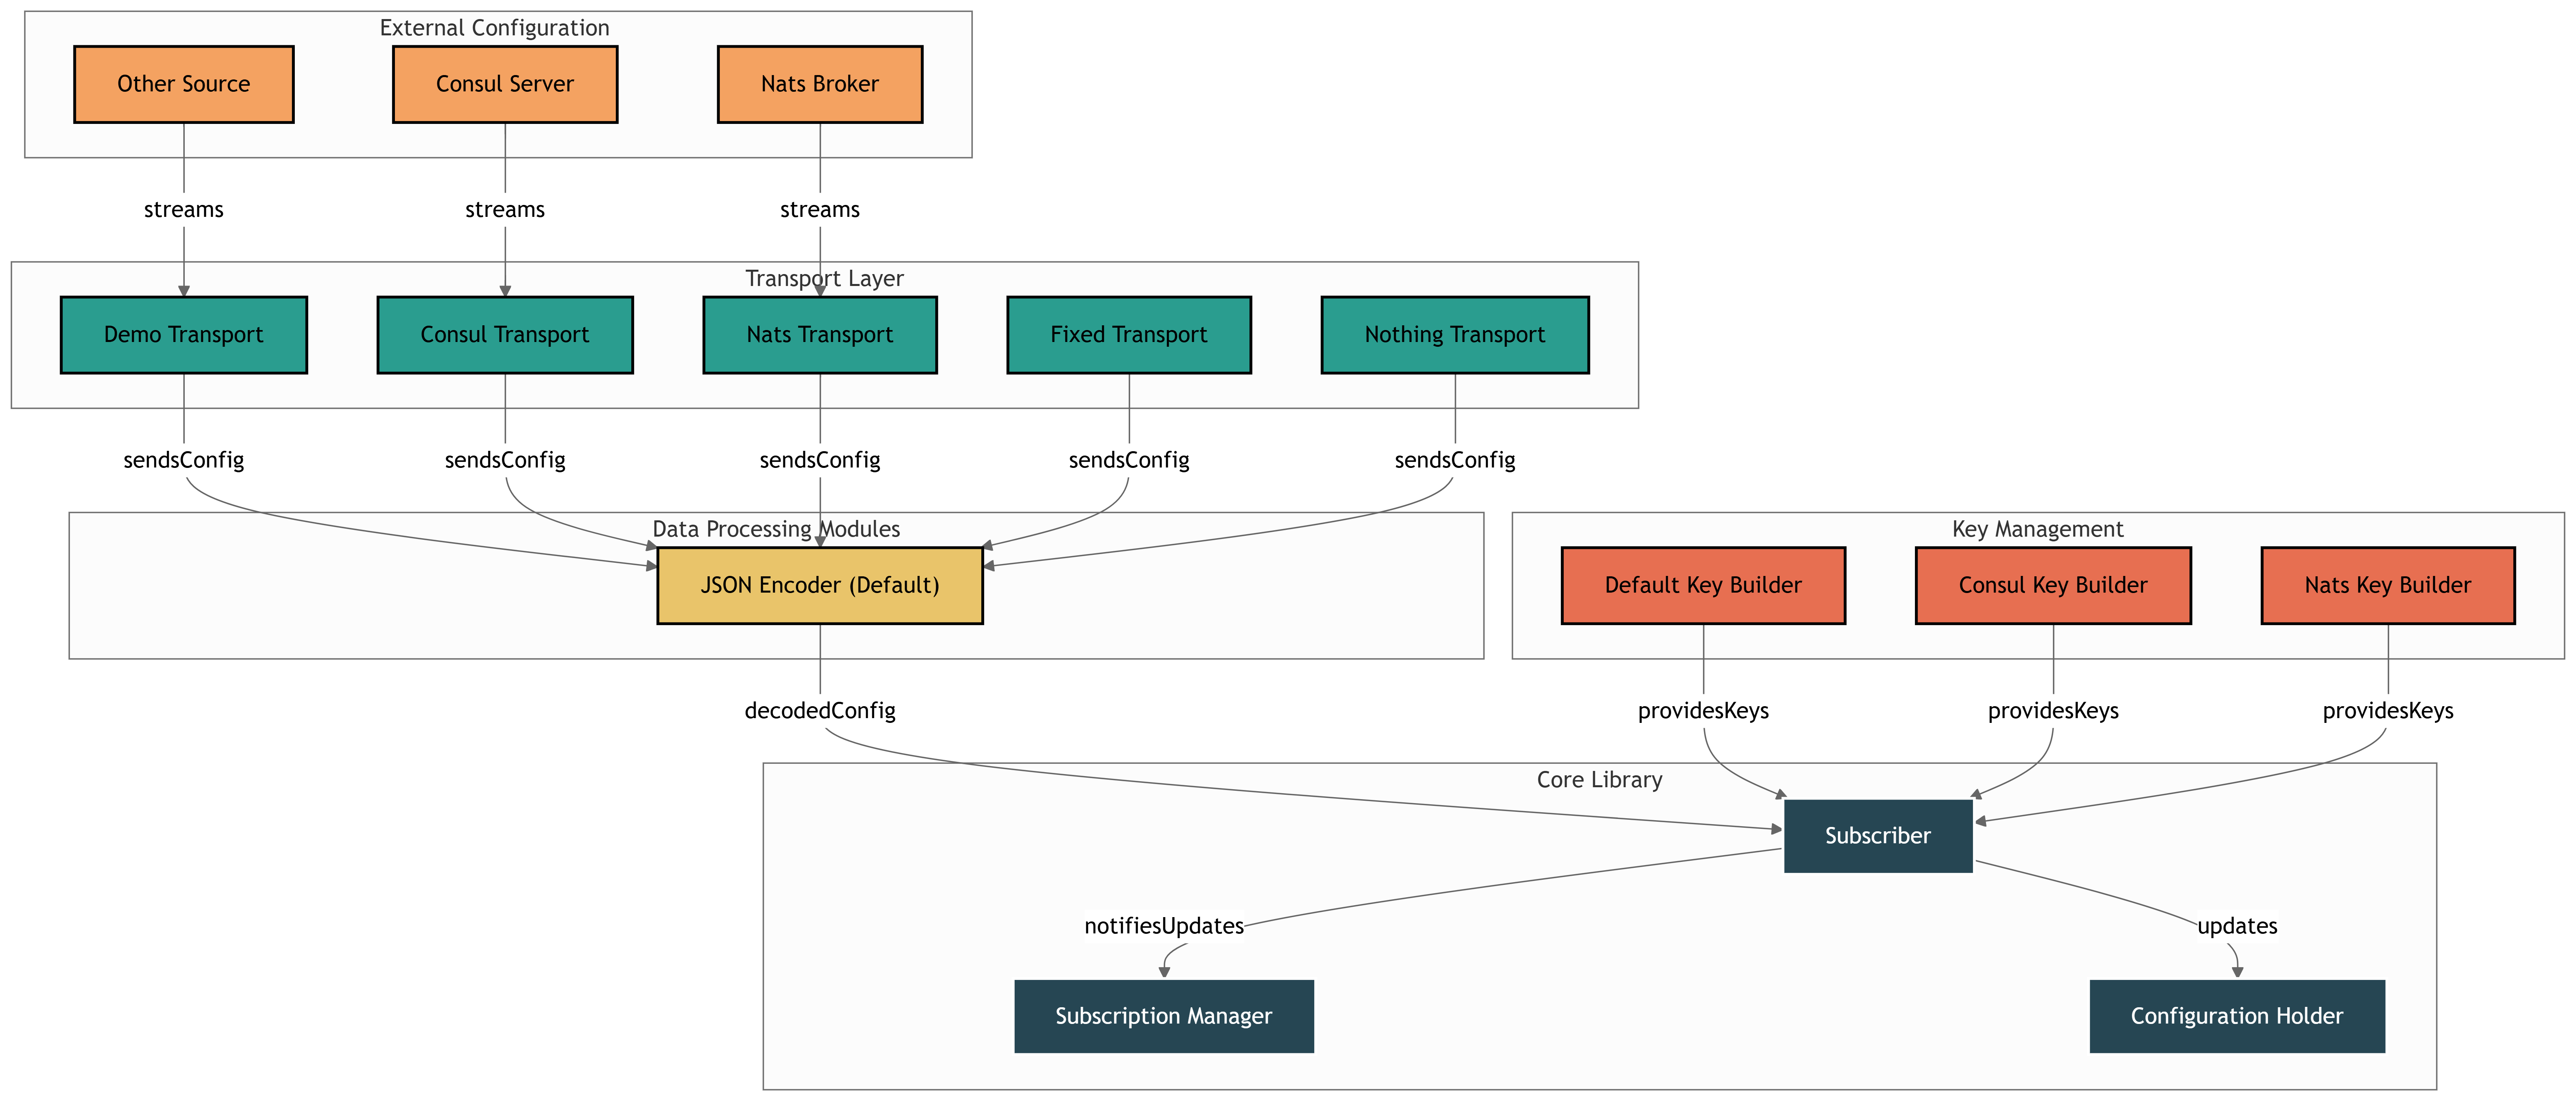 External Configuration
Other Source
Consul Server
Nats Broker
streams
streams
streams
Transport Layer
Demo Transport
Consul Transport
Nats Transport
Fixed Transport
Nothing Transport
sendsConfig
sendsConfig
sendsConfig
sendsConfig
sendsConfig
Data Processing Modules
Key Management
JSON Encoder (Default)
Default Key Builder
Consul Key Builder
Nats Key Builder
decodedConfig
providesKeys
providesKeys
providesKeys
Core Library
Subscriber
notifiesUpdates
updates
Subscription Manager
Configuration Holder